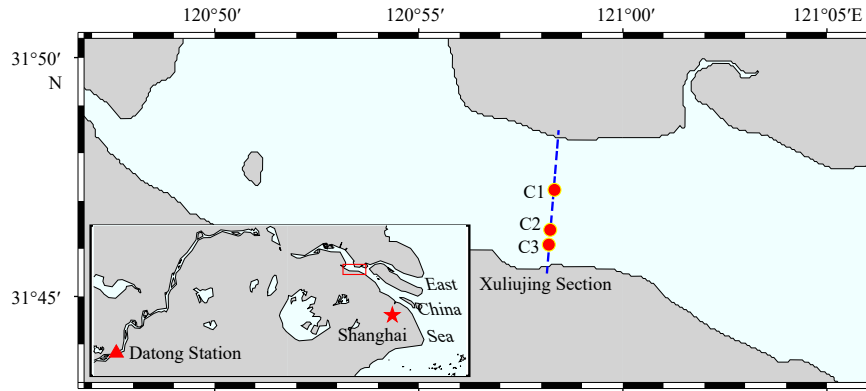 120°50′ 120°55′ 121°00′ 121°05′E
31°50′
N
C1
C2
C3
Xuliujing Section
31°45′
East
China
Sea
Shanghai
Datong Station